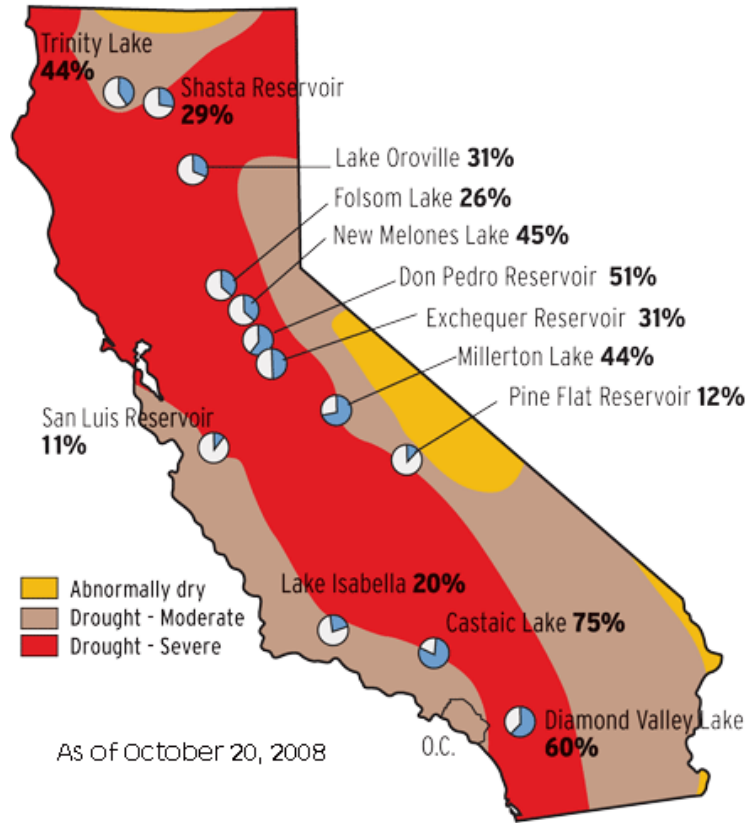 Trinity Lake
44%
Shasta Reservoir
29%
Lake Oroville 31%
Folsom Lake 26%
New Melones Lake 45%
Don Pedro Reservoir 51%
Exchequer Reservoir 31%
Millerton Lake 44%
Pine Flat Reservoir 12%
San Luis Reservoir
11%
Abnormally dry
Drought - Moderate
Drought - Severe
Lake Isabella 20%
Castaic Lake 75%
Diamond Valley Lake
60%
O.C.
As of October 20, 2008